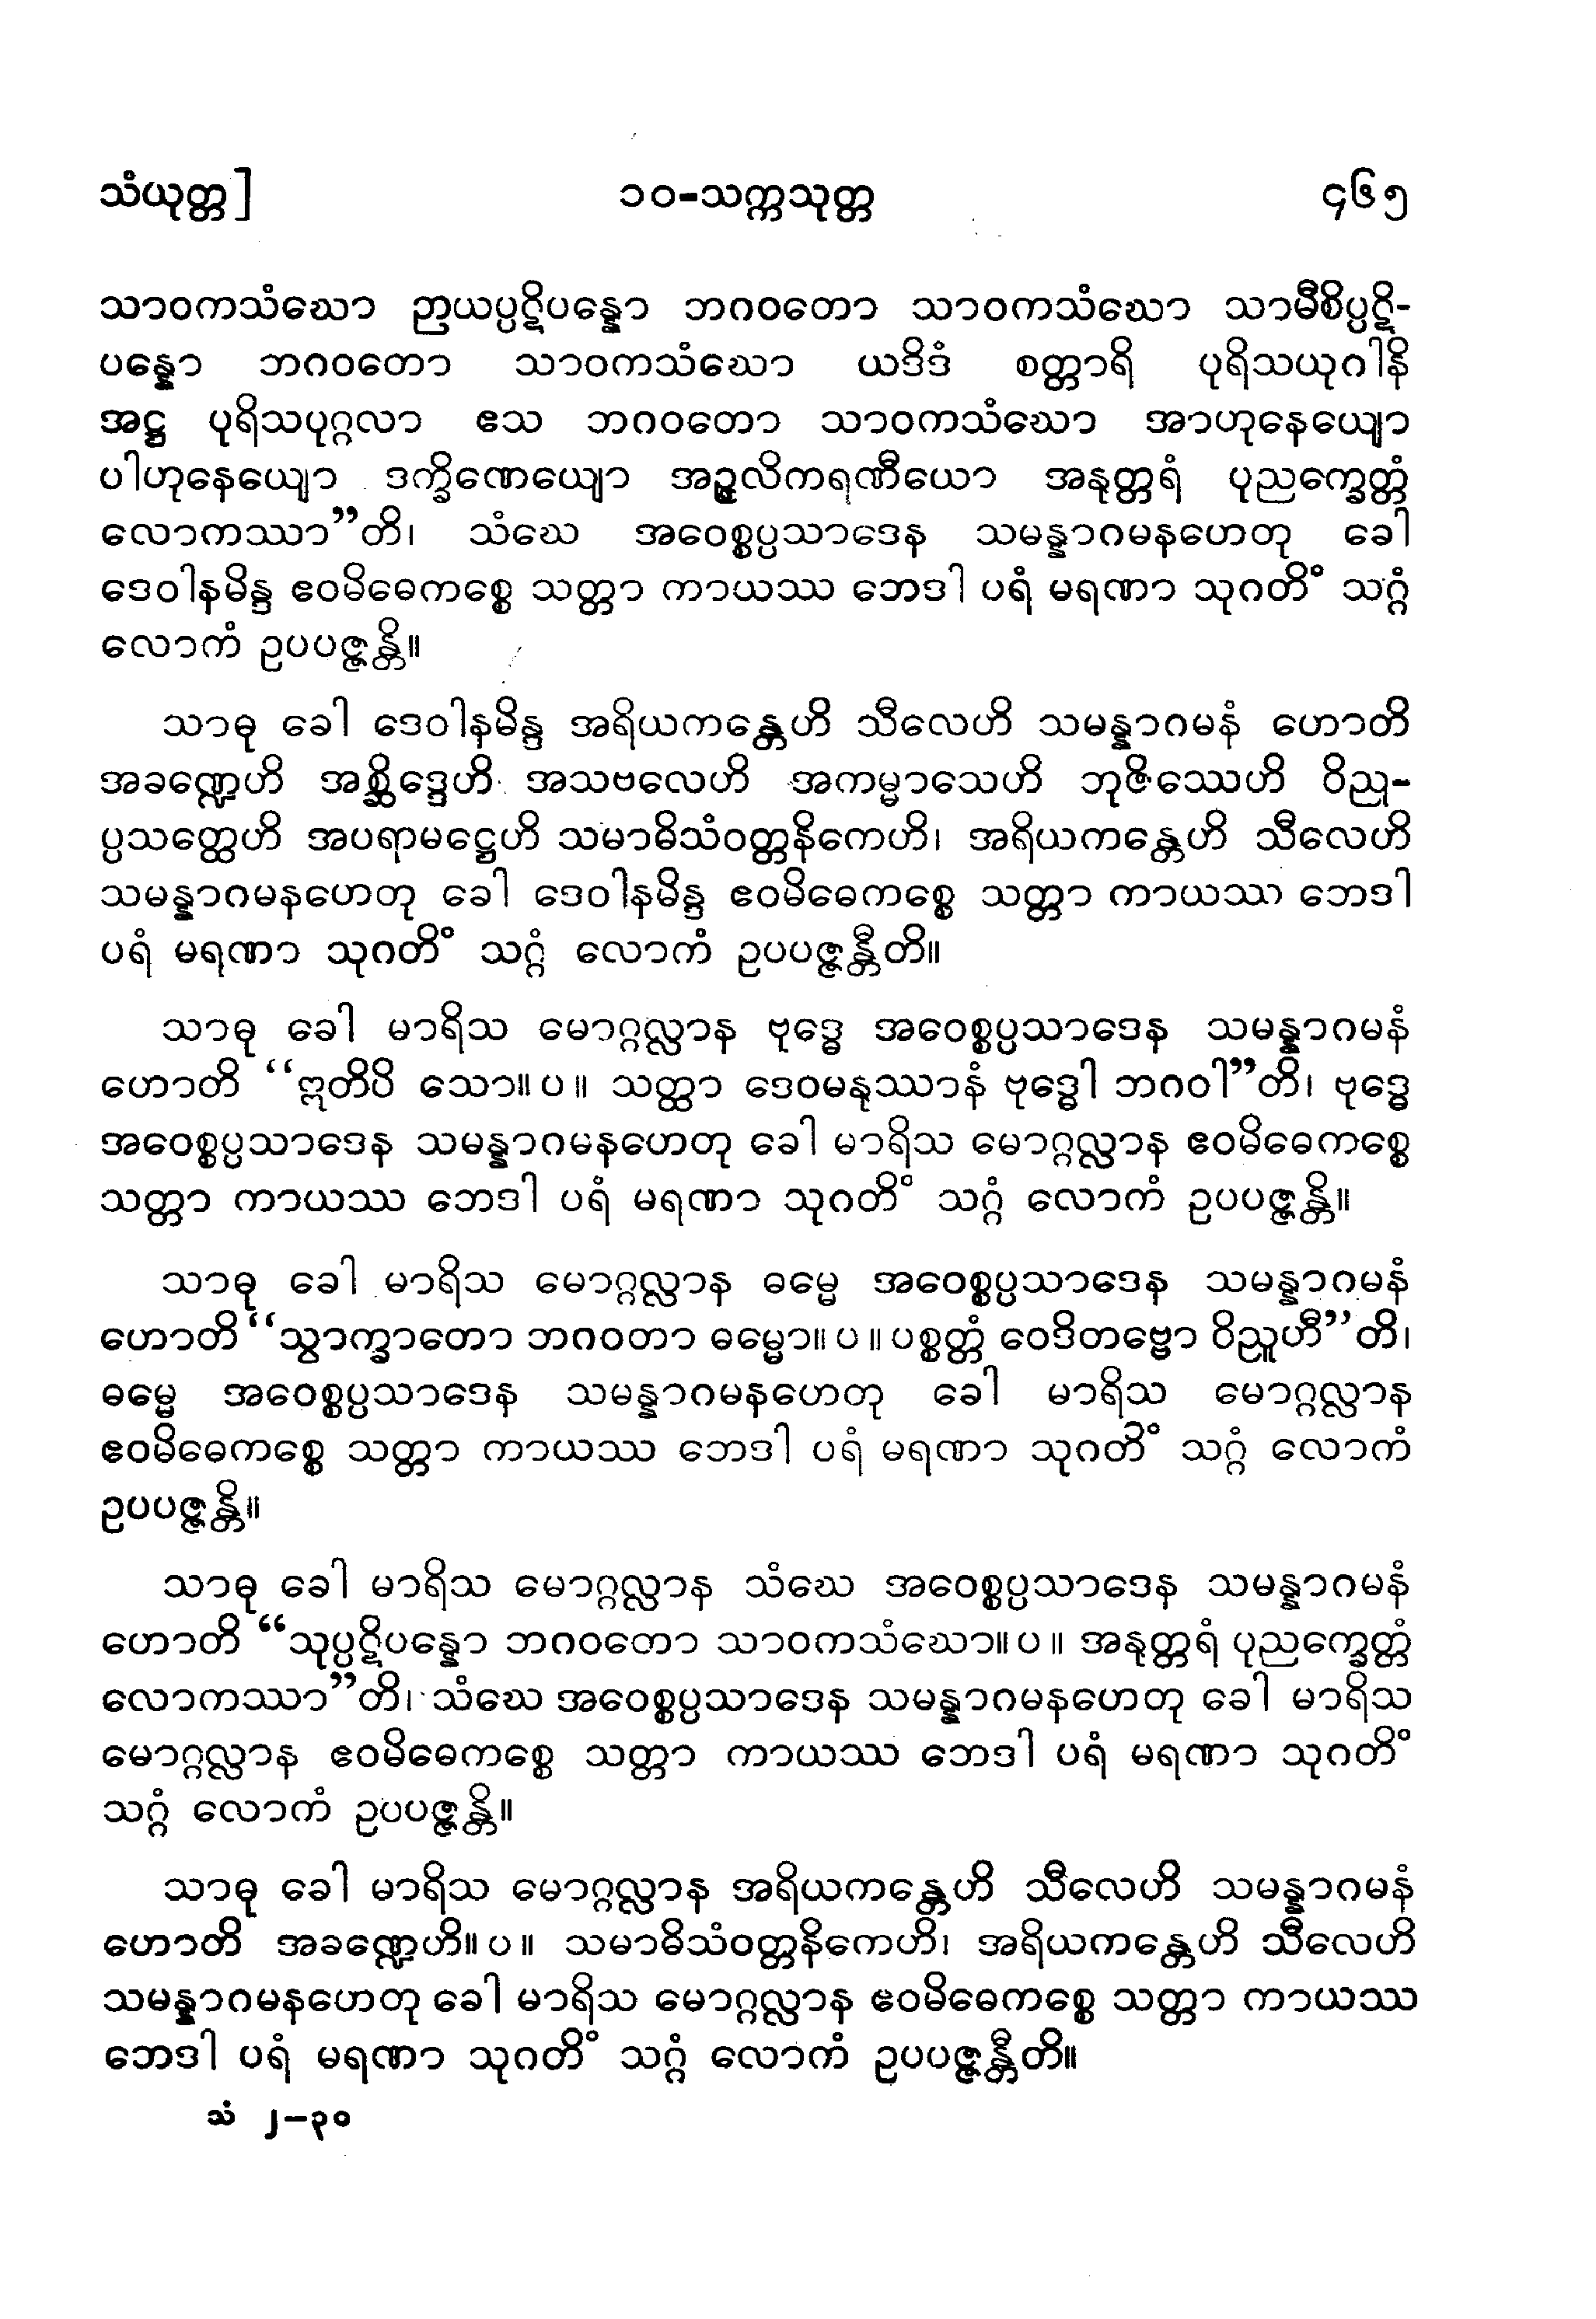 သံယုတ္တ]
၁၀-သက္ကသုတ္တ
၄၆၅
သာဝကသံဃော ဉာယပ္ပဋိပန္နော ဘဂဝတော သာဝကသံဃော သာမီစိပ္ပဋိ-
ပန္နော ဘဂဝတော သာဝကသံဃော ယဒိဒံ စတ္တာရိ ပုရိသယုဂါနိ
အဋ္ဌ ပုရိသပုဂ္ဂလာ ဧသ ဘဂဝတော သာဝကသံဃော အာဟုနေယျော
ပါဟုနေယျော ဒက္ခိဏေယျော အဉ္ဇလိကရဏီယော အနုတ္တရံ ပုညက္ခေတ္တံ
လောကဿာ”တိ၊ သံဃေ အဝေစ္စပ္ပသာဒေန သမန္နာဂမနဟေတု ခေါ
ဒေဝါနမိန္ဒ ဧဝမိဓေကစ္စေ သတ္တာ ကာယဿ ဘေဒါ ပရံ မရဏာ သုဂတိံ သဂ္ဂံ
လောကံ ဥပပဇ္ဇန္တိ။
သာဓု ခေါ ဒေဝါနမိန္ဒ အရိယကန္တေဟိ သီလေဟိ သမန္နာဂမနံ ဟောတိ
အခဏ္ဍေဟိ အစ္ဆိဒ္ဒေဟိ အသဗလေဟိ အကမ္မာသေဟိ ဘုဇိဿေဟိ ဝိညု-
ပ္ပသတ္ထေဟိ အပရာမဋ္ဌေဟိ သမာဓိသံဝတ္တနိကေဟိ၊ အရိယကန္တေဟိ သီလေဟိ
သမန္နာဂမနဟေတု ခေါ ဒေဝါနမိန္ဒ ဧဝမိဓေကစ္စေ သတ္တာ ကာယဿ ဘေဒါ
ပရံ မရဏာ သုဂတိံ သဂ္ဂံ လောကံ ဥပပဇ္ဇန္တီတိ။
သာဓု ခေါ မာရိသ မောဂ္ဂလ္လာန ဗုဒ္ဓေ အဝေစ္စပ္ပသာဒေန သမန္နာဂမနံ
ဟောတိ “ဣတိပိ သော။ပ။ သတ္ထာ ဒေဝမနုဿာနံ ဗုဒ္ဓေါ ဘဂဝါ”တိ၊ ဗုဒ္ဓေ
အဝေစ္စပ္ပသာဒေန သမန္နာဂမနဟေတု ခေါ မာရိသ မောဂ္ဂလ္လာန ဧဝမိဓေကစ္စေ
သတ္တာ ကာယဿ ဘေဒါ ပရံ မရဏာ သုဂတိံ သဂ္ဂံ လောကံ ဥပပဇ္ဇန္တိ။
သာဓု ခေါ မာရိသ မောဂ္ဂလ္လာန ဓမ္မေ အဝေစ္စပ္ပသာဒေန သမန္နာဂမနံ
ဟောတိ “သွာက္ခာတော ဘဂဝတာ ဓမ္မော။ပ။ပစ္စတ္တံ ဝေဒိတဗ္ဗော ဝိညူဟီ”တိ၊
ဓမ္မေ အဝေစ္စပ္ပသာဒေန သမန္နာဂမနဟေတု ခေါ မာရိသ မောဂ္ဂလ္လာန
ဧဝမိဓေကစ္စေ သတ္တာ ကာယဿ ဘေဒါ ပရံ မရဏာ သုဂတိံ သဂ္ဂံ လောကံ
ဥပပဇ္ဇန္တိ။
သာဓု ခေါ မာရိသ မောဂ္ဂလ္လာန သံဃေ အဝေစ္စပ္ပသာဒေန သမန္နာဂမနံ
ဟောတိ “သုပ္ပဋိပန္နော ဘဂဝတော သာဝကသံဃော။ပ။ အနုတ္တရံ ပုညက္ခေတ္တံ
လောကဿာ”တိ၊ သံဃေ အဝေစ္စပ္ပသာဒေန သမန္နာဂမနဟေတု ခေါ မာရိသ
မောဂ္ဂလ္လာန ဧဝမိဓေကစ္စေ သတ္တာ ကာယဿ ဘေဒါ ပရံ မရဏာ သုဂတိံ
သဂ္ဂံ လောကံ ဥပပဇ္ဇန္တိ။
သာဓု ခေါ မာရိသ မောဂ္ဂလ္လာန အရိယကန္တေဟိ သီလေဟိ သမန္နာဂမနံ
ဟောတိ အခဏ္ဍေဟိ။ပ။ သမာဓိသံဝတ္တနိကေဟိ၊ အရိယကန္တေဟိ သီလေဟိ
သမန္နာဂမနဟေတု ခေါ မာရိသ မောဂ္ဂလ္လာန ဧဝမိဓေကစ္စေ သတ္တာ ကာယဿ
ဘေဒါ ပရံ မရဏာ သုဂတိံ သဂ္ဂံ လောကံ ဥပပဇ္ဇန္တီတိ။
သံ ၂–၃၀